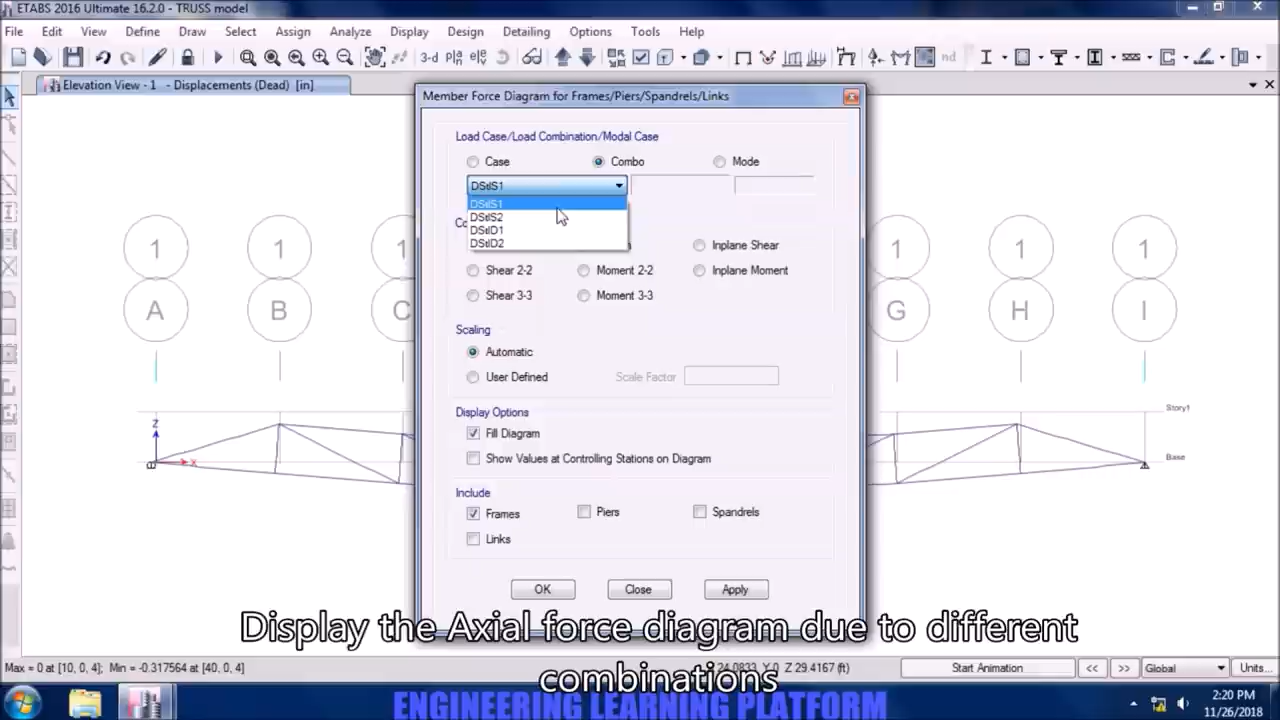 ETABS 2016 Ultimate 16.2.0 - TRUSS model
File Edit View Define Draw Select Assign Analyze Display Design Detailing Options Tools Help
3-d nd
Elevation View - 1 - Displacements (Dead) [in]
Member Force Diagram for Frames/Piers/Spandrels/Links
Load Case/Load Combination/Modal Case
Case Combo Mode
DStlS1
DStlS1
DStlS2
DStlD1
DStlD2
Inplane Shear
Shear 2-2 Moment 2-2 Inplane Moment
Shear 3-3 Moment 3-3
Scaling
Automatic
User Defined Scale Factor
Display Options
Fill Diagram
Show Values at Controlling Stations on Diagram
Include
Frames Piers Spandrels
Links
OK Close Apply
1 1 1 1 1
A B C G H I
Story1
Z
X
Base
Display the Axial force diagram due to different
combinations
Max = 0 at [10, 0, 4]; Min = -0.317564 at [40, 0, 4]
Z 29.4167 (ft)
Start Animation << >> Global Units...
ENGINEERING LEARNING PLATFORM
2:20 PM
11/26/2018